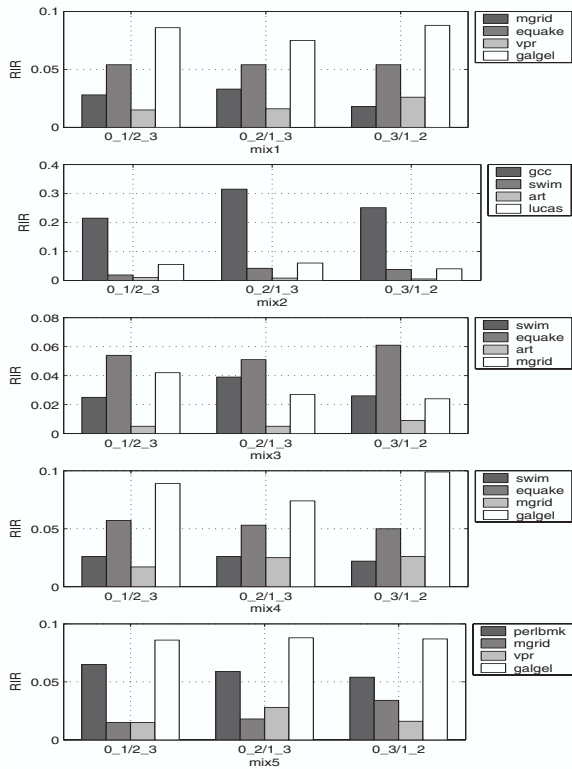 0.1
0.05
0
RIR
0_1/2_3
0_2/1_3
0_3/1_2
mix1
mgrid
equake
vpr
galgel
0.4
0.3
0.2
0.1
0
RIR
0_1/2_3
0_2/1_3
0_3/1_2
mix2
gcc
swim
art
lucas
0.08
0.06
0.04
0.02
0
RIR
0_1/2_3
0_2/1_3
0_3/1_2
mix3
swim
equake
art
mgrid
0.1
0.05
0
RIR
0_1/2_3
0_2/1_3
0_3/1_2
mix4
swim
equake
mgrid
galgel
0.1
0.05
0
RIR
0_1/2_3
0_2/1_3
0_3/1_2
mix5
perlbmk
mgrid
vpr
galgel